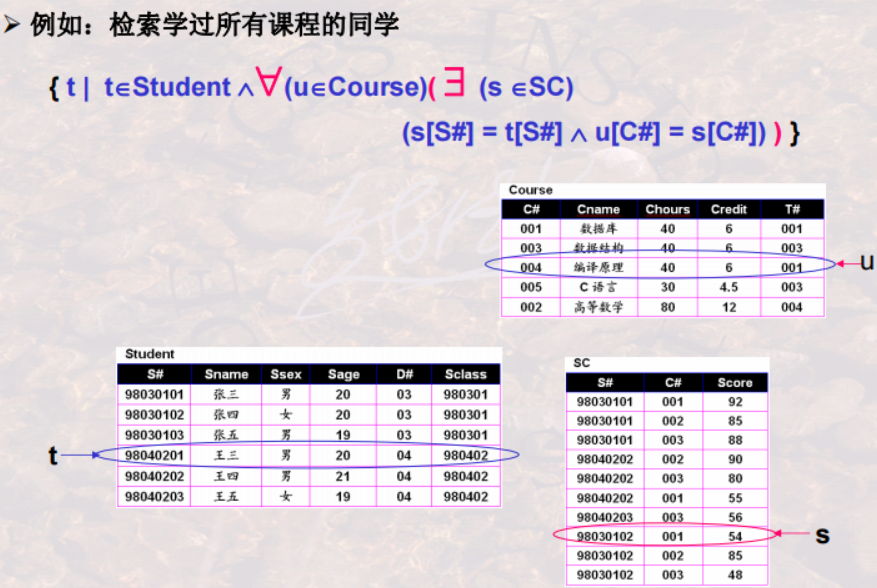 ➢ 例如：检索学过所有课程的同学
{ t | t∈Student ∧ ∀(u∈Course)( ∃ (s ∈SC)
(s[S#] = t[S#] ∧ u[C#] = s[C#]) ) }
Course
C# Cname Chours Credit T#
001 数据库 40 6 001
003 数据结构 40 6 003
004 编译原理 40 6 001
005 C 语言 30 4.5 003
002 高等数学 80 12 004
u
Student
S# Sname Ssex Sage D# Sclass
98030101 张三 男 20 03 980301
98030102 张四 女 20 03 980301
98030103 张五 男 19 03 980301
98040201 王三 男 20 04 980402
98040202 王四 男 21 04 980402
98040203 王五 女 19 04 980402
t
SC
S# C# Score
98030101 001 92
98030101 002 85
98030101 003 88
98040202 002 90
98040202 003 80
98040202 001 55
98040203 003 56
98030102 001 54
98030102 002 85
98030102 003 48
s